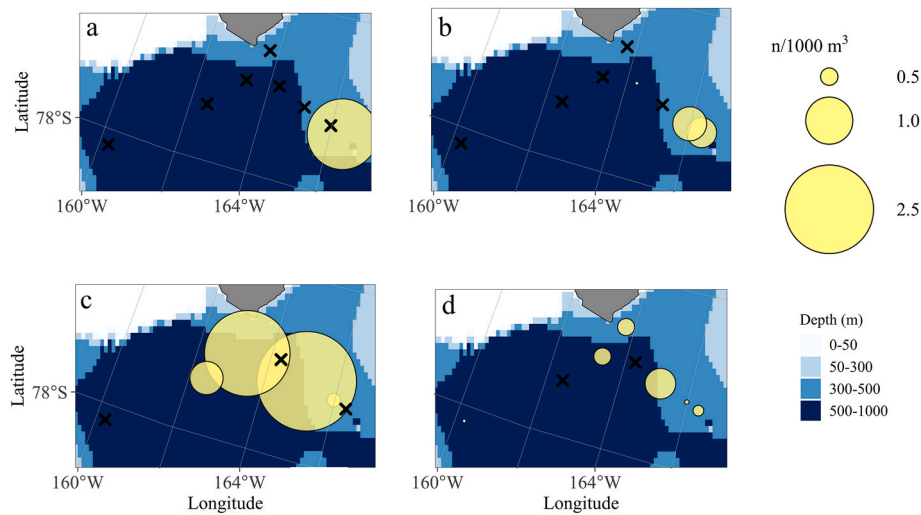 a
b
n/1000 m³
0.5
1.0
2.5
Latitude
78°S
160°W
164°W
160°W
164°W
c
d
Depth (m)
0-50
50-300
300-500
500-1000
Latitude
78°S
160°W
164°W
160°W
164°W
Longitude
Longitude